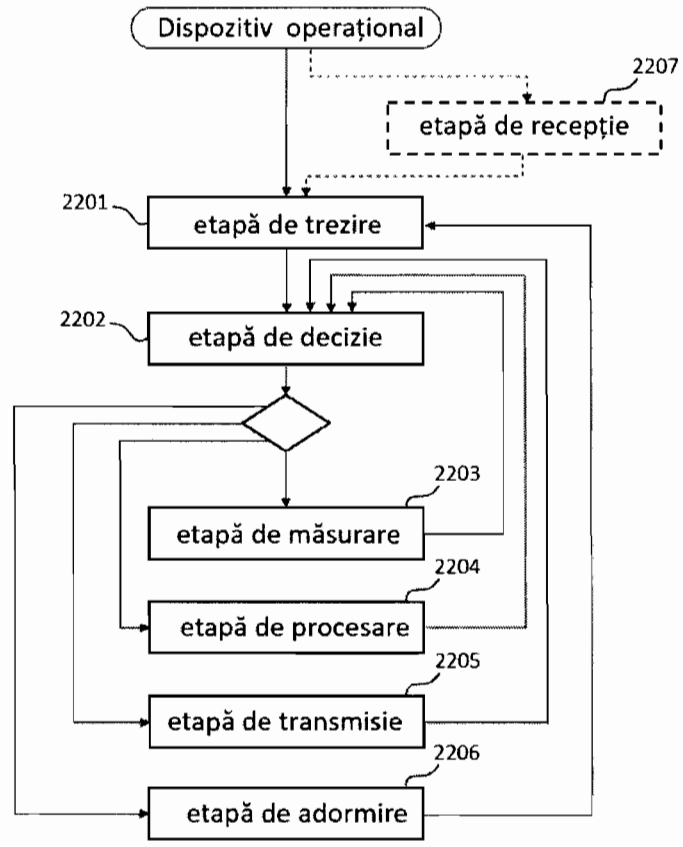 Dispozitiv operațional
2207
etapă de recepție
2201
etapă de trezire
2202
etapă de decizie
2203
etapă de măsurare
2204
etapă de procesare
2205
etapă de transmisie
2206
etapă de adormire